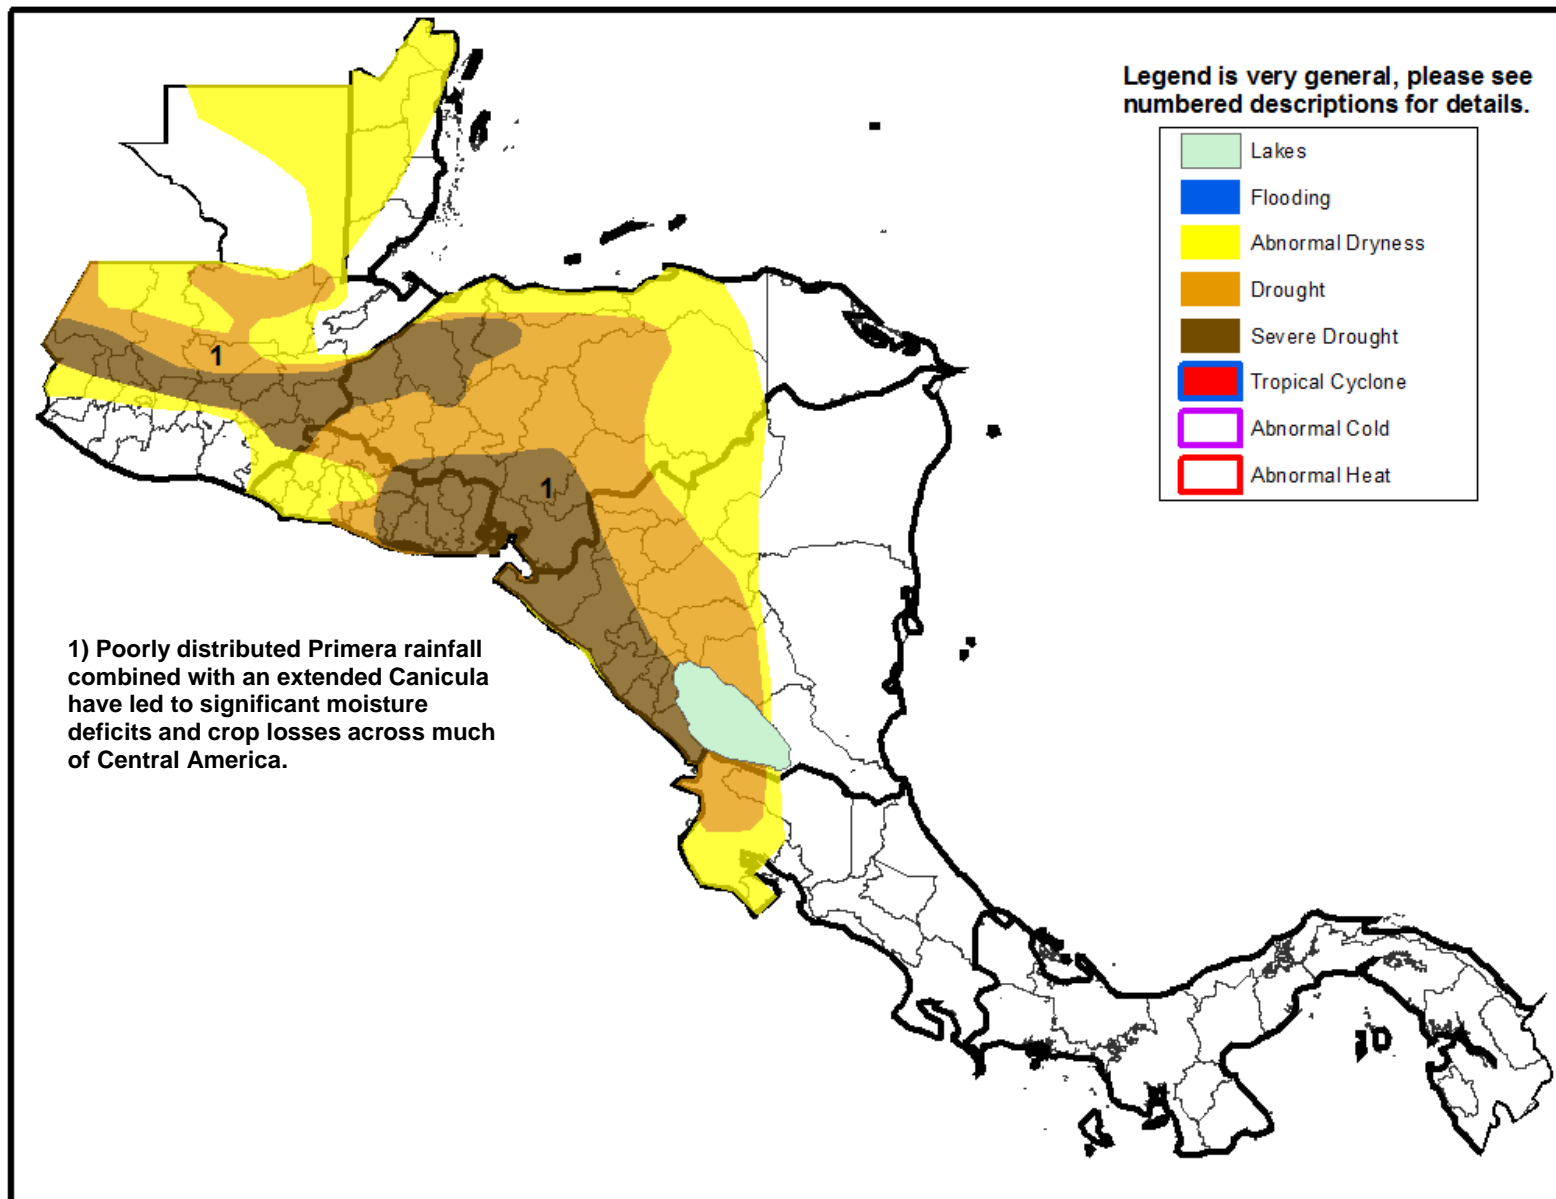 Legend is very general, please see
numbered descriptions for details.
Lakes
Flooding
Abnormal Dryness
Drought
Severe Drought
Tropical Cyclone
Abnormal Cold
Abnormal Heat
1
1
1) Poorly distributed Primera rainfall
combined with an extended Canicula
have led to significant moisture
deficits and crop losses across much
of Central America.